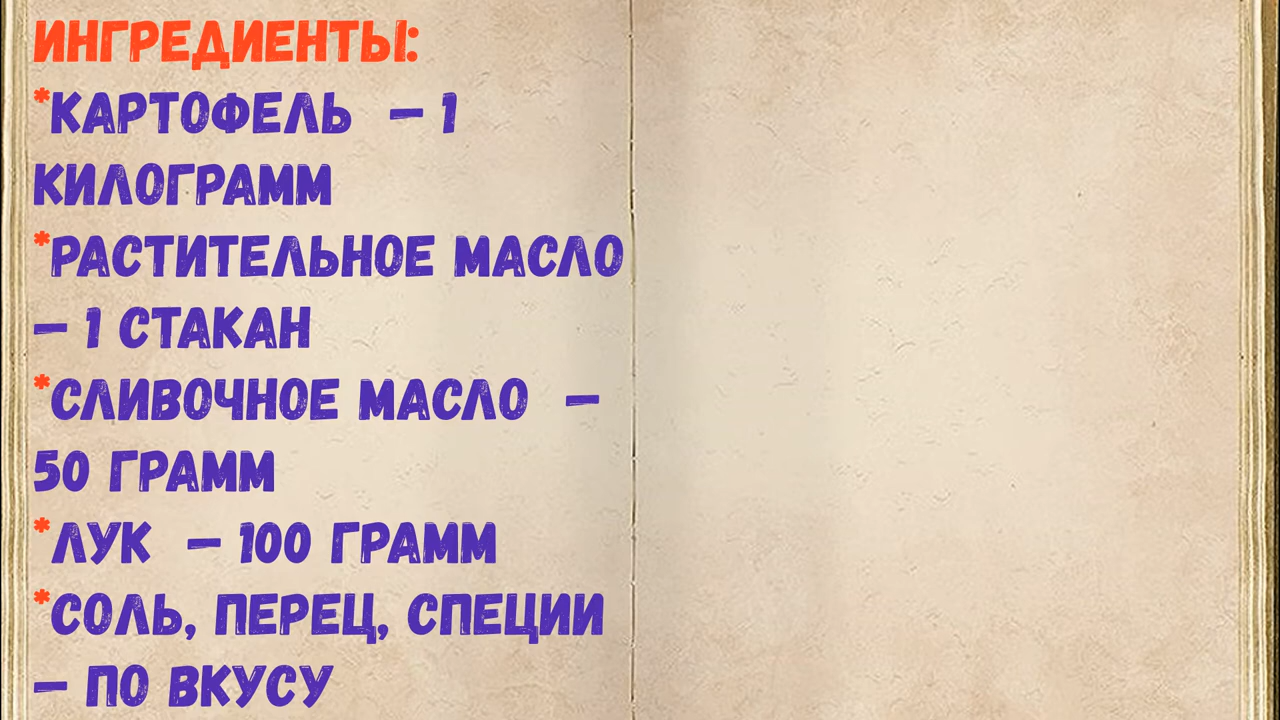 ИНГРЕДИЕНТЫ:
*КАРТОФЕЛЬ – 1
КИЛОГРАММ
*РАСТИТЕЛЬНОЕ МАСЛО
– 1 СТАКАН
*СЛИВОЧНОЕ МАСЛО –
50 ГРАММ
*ЛУК – 100 ГРАММ
*СОЛЬ, ПЕРЕЦ, СПЕЦИИ
– ПО ВКУСУ